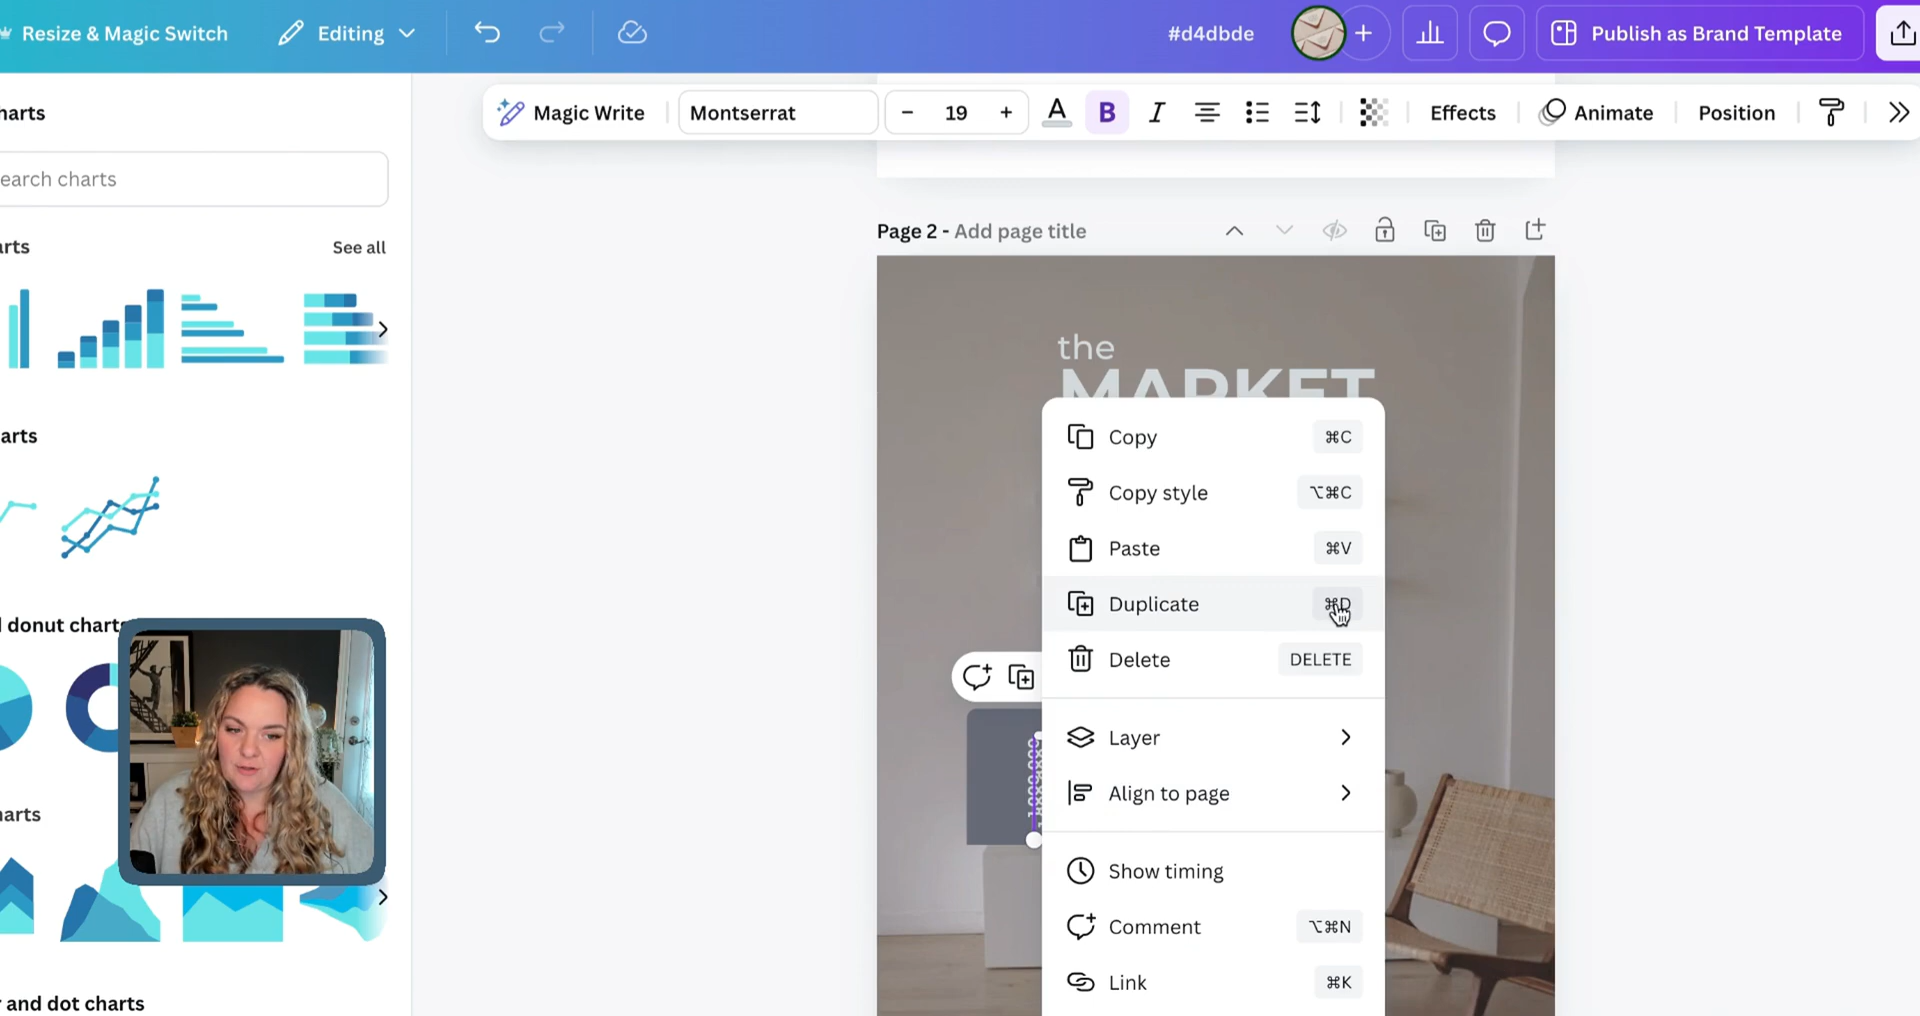 Resize & Magic Switch
Editing
#d4dbde
Publish as Brand Template
harts
earch charts
arts
See all
arts
d donut charts
harts
r and dot charts
Magic Write
Montserrat
– 19 +
A
B
I
Effects
Animate
Position
Page 2 - Add page title
the
MARKET
Copy
⌘C
Copy style
⌥⌘C
Paste
⌘V
Duplicate
⌘D
Delete
DELETE
Layer
Align to page
Show timing
Comment
⌥⌘N
Link
⌘K